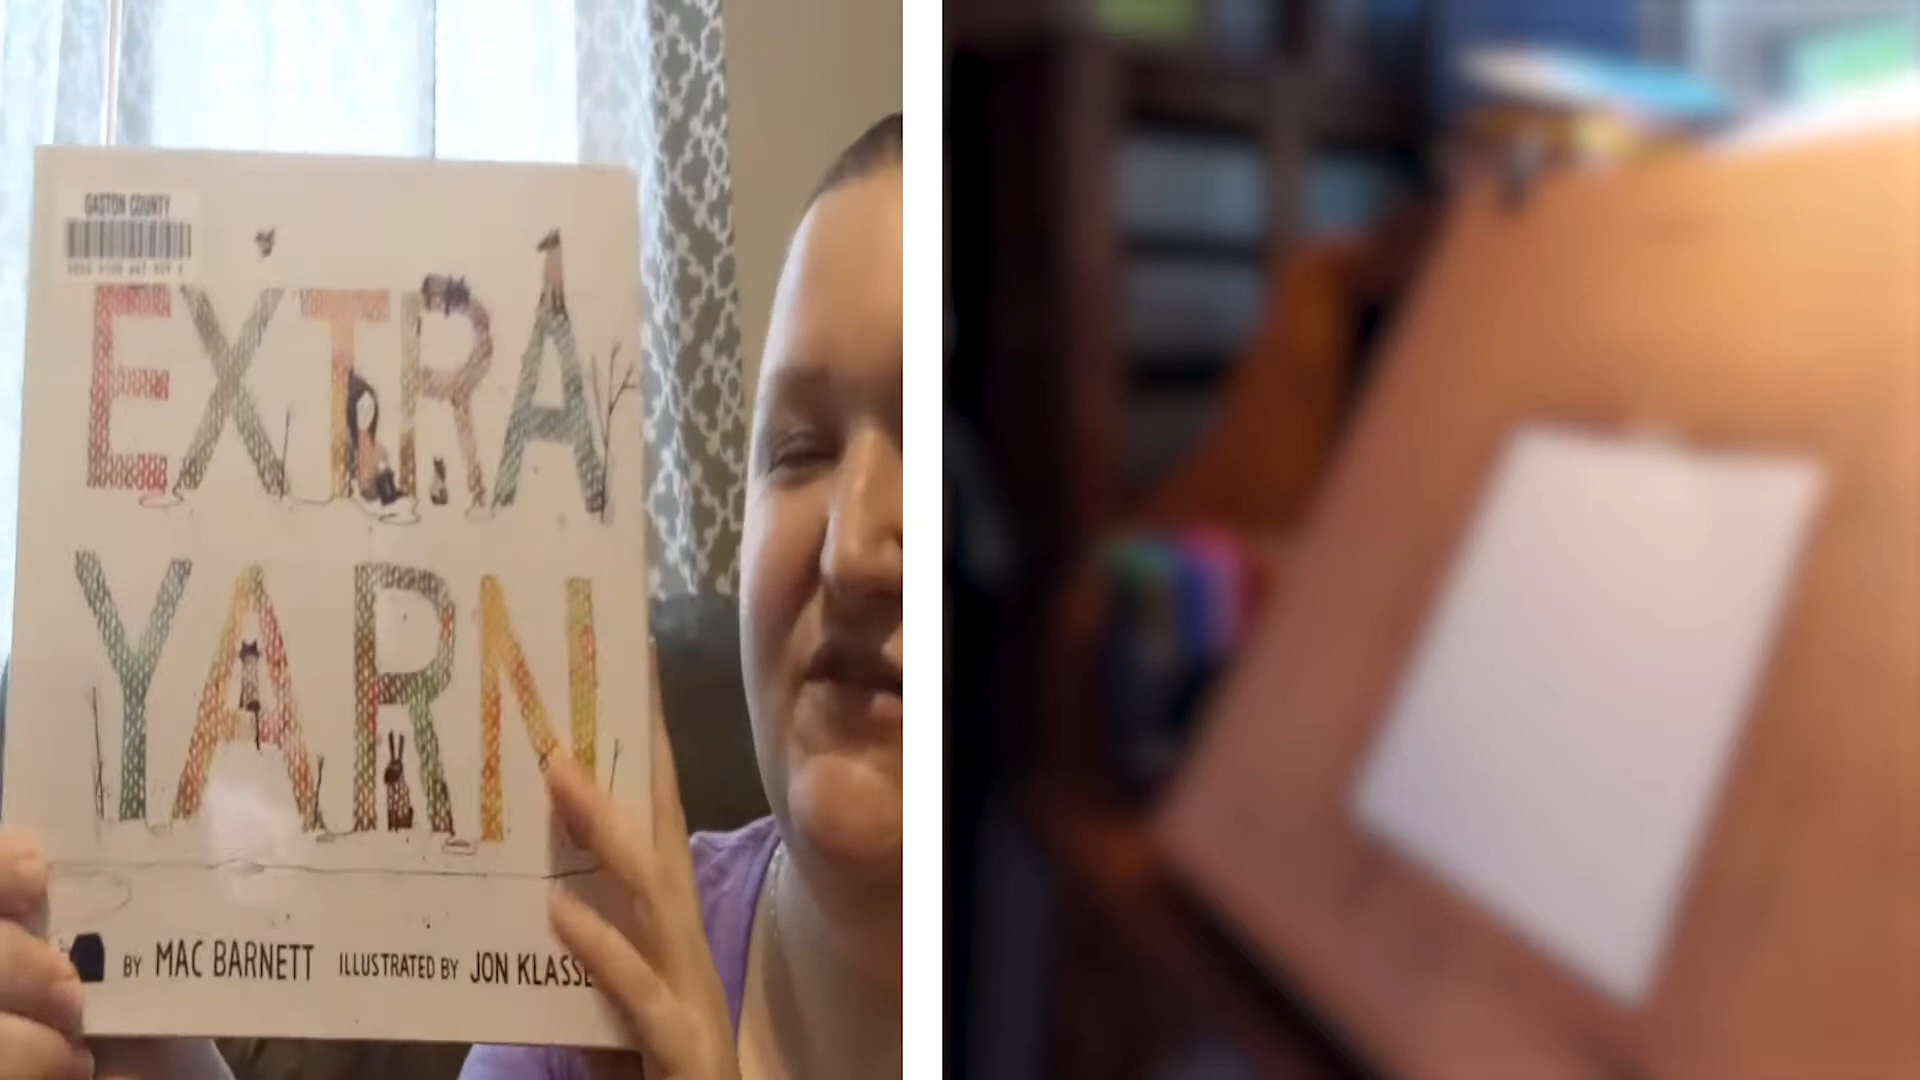 GASTON COUNTY
EXTRA
YARN
BY MAC BARNETT ILLUSTRATED BY JON KLASSE